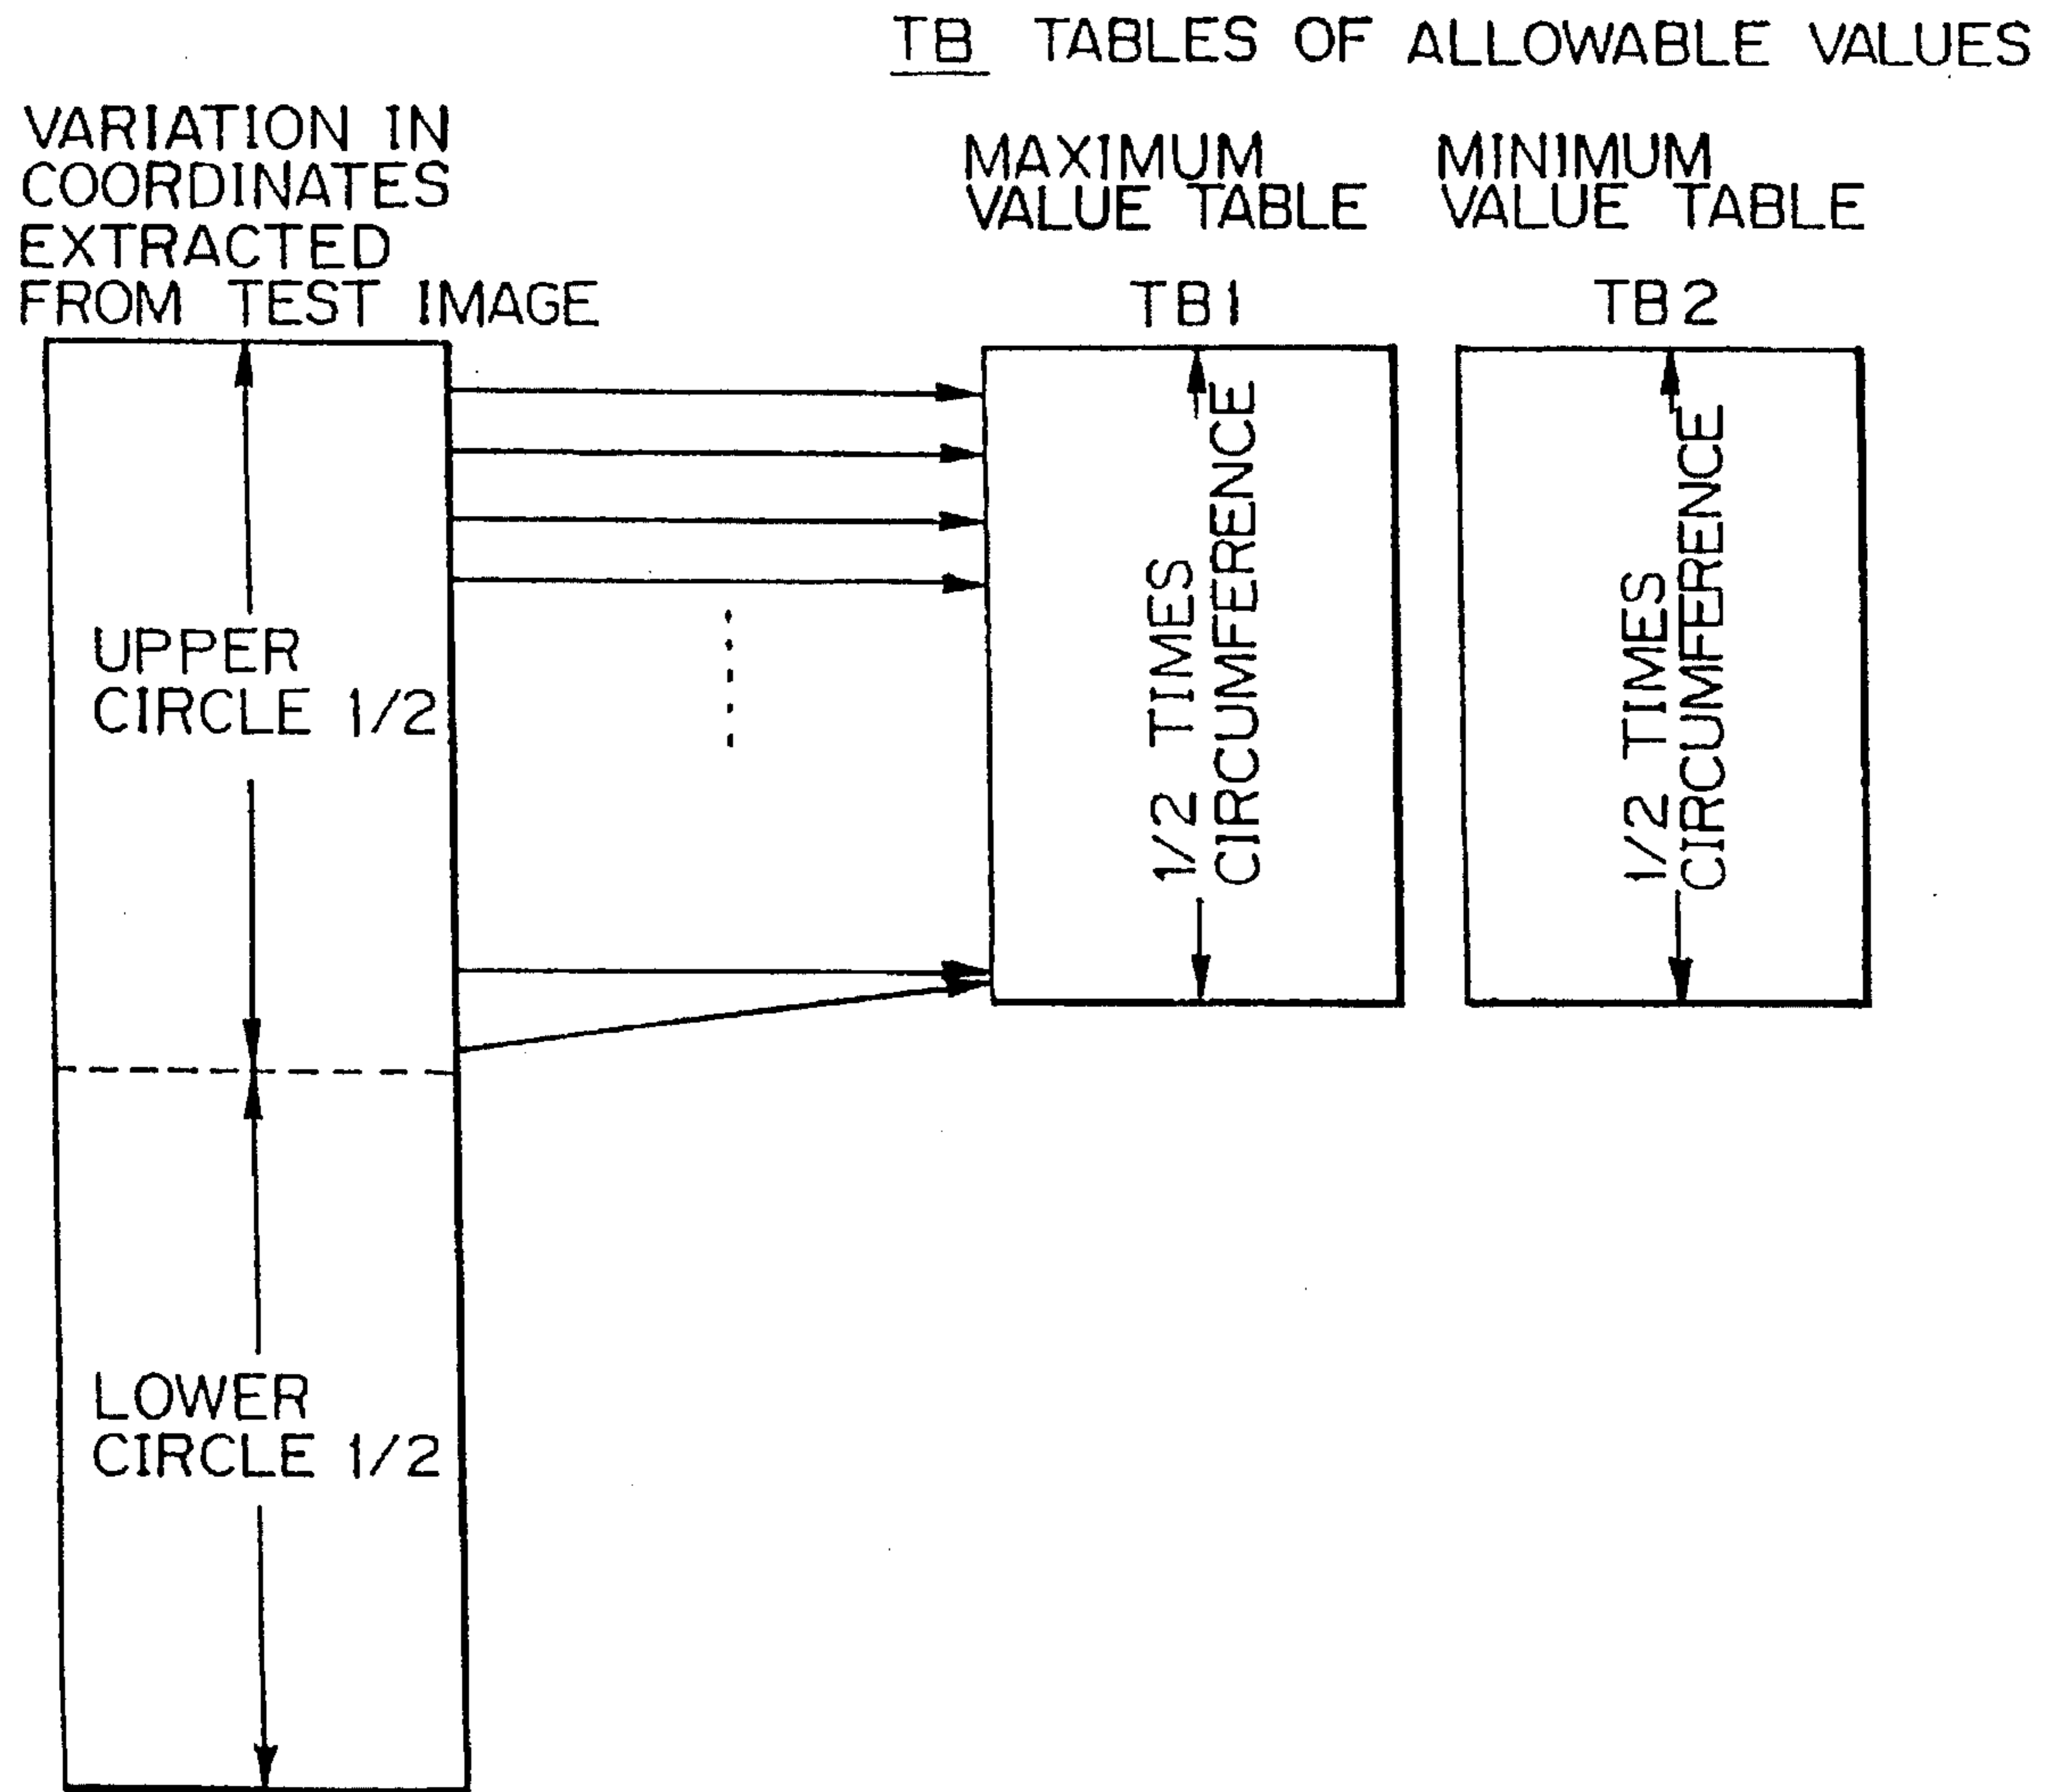 TB TABLES OF ALLOWABLE VALUES
VARIATION IN
COORDINATES
EXTRACTED
FROM TEST IMAGE
MAXIMUM
VALUE TABLE
TB1
MINIMUM
VALUE TABLE
TB2
UPPER
CIRCLE 1/2
1/2 TIMES
CIRCUMFERENCE
1/2 TIMES
CIRCUMFERENCE
LOWER
CIRCLE 1/2